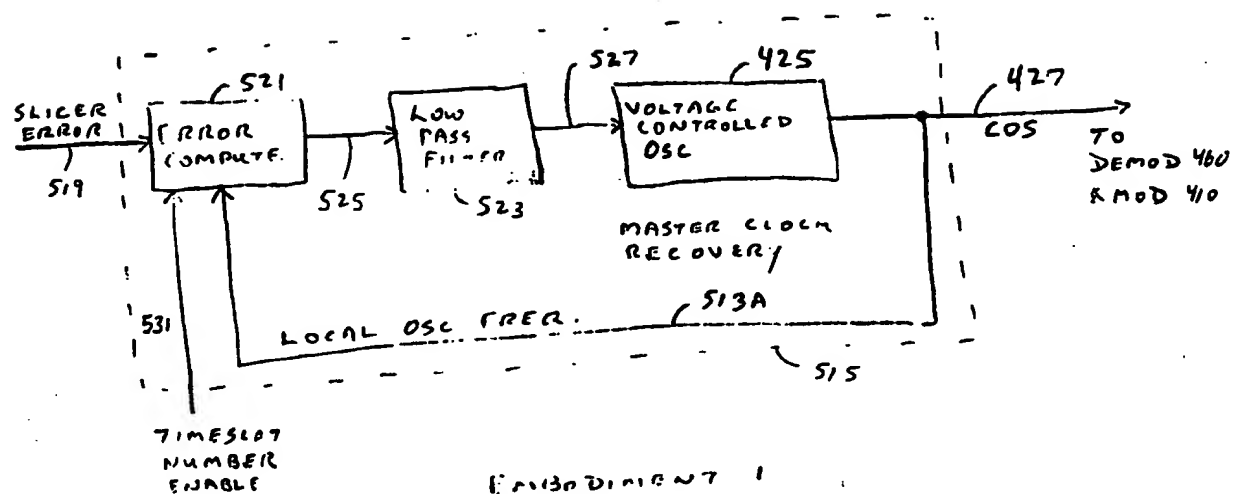 521
SLICER
ERROR
519
ERROR
COMPUTE.
525
LOW
PASS
FILTER
523
527
425
VOLTAGE
CONTROLLED
OSC
427
COS
TO
DEMOD 460
& MOD 410
MASTER CLOCK
RECOVERY
531
LOCAL OSC FREQ.
513A
515
TIMESLOT
NUMBER
ENABLE
EMBODIMENT 1